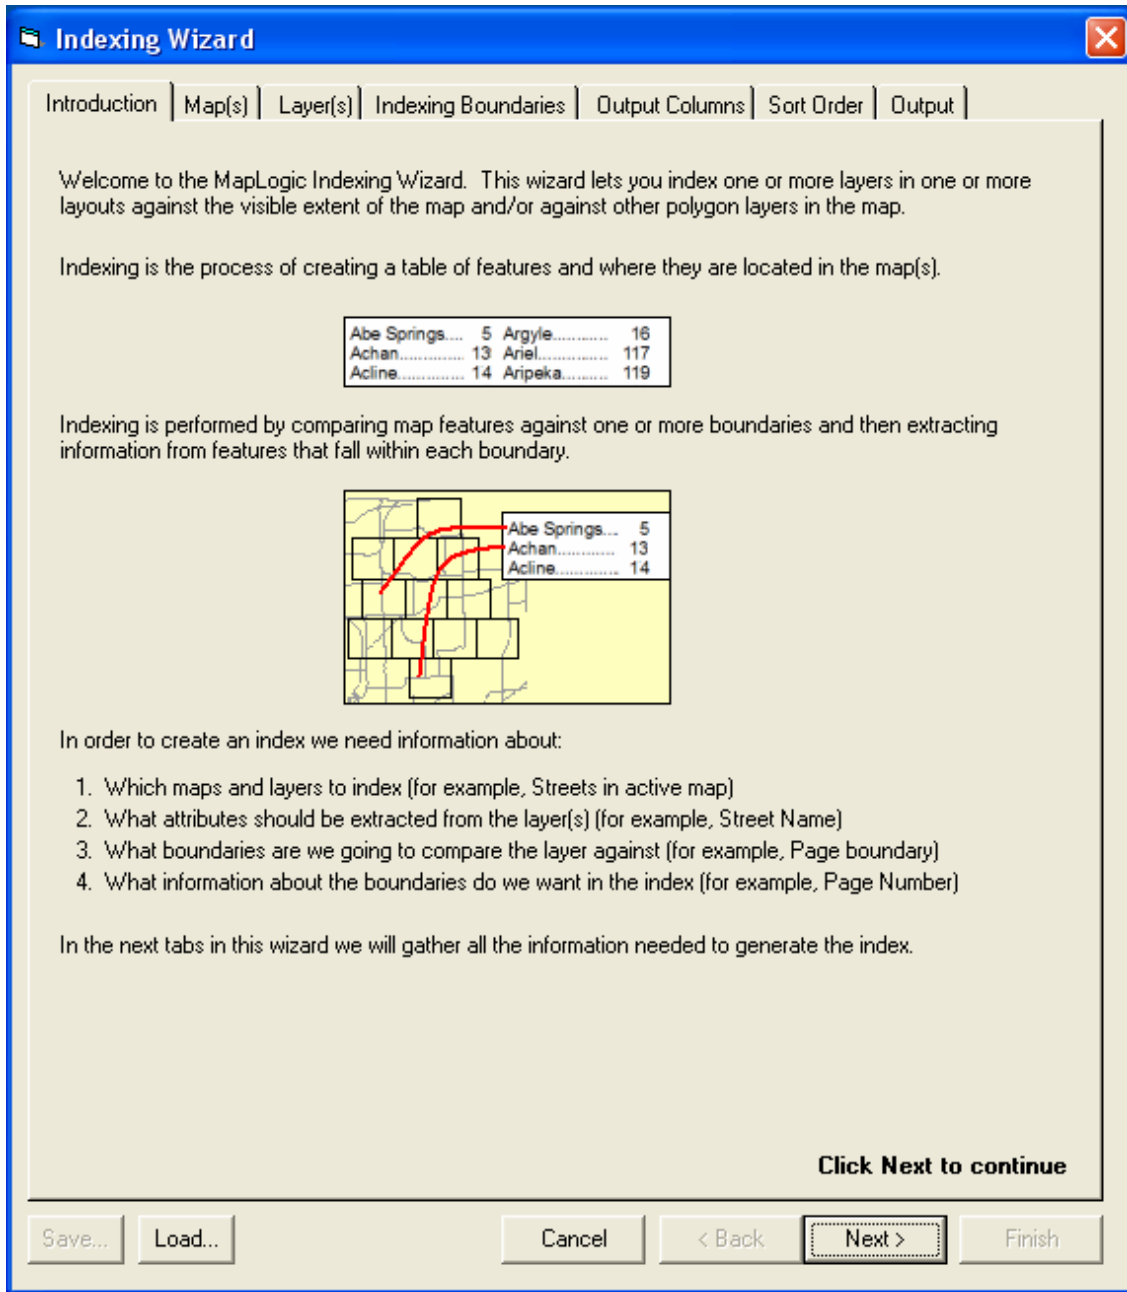 Indexing Wizard
Introduction Map(s) Layer(s) Indexing Boundaries Output Columns Sort Order Output
Welcome to the MapLogic Indexing Wizard. This wizard lets you index one or more layers in one or more
layouts against the visible extent of the map and/or against other polygon layers in the map.
Indexing is the process of creating a table of features and where they are located in the map(s).
Abe Springs.... 5 Argyle............ 16
Achan............... 13 Ariel............... 117
Acline................ 14 Aripeka.......... 119
Indexing is performed by comparing map features against one or more boundaries and then extracting
information from features that fall within each boundary.
Abe Springs.... 5
Achan............. 13
Acline............... 14
In order to create an index we need information about:
1. Which maps and layers to index (for example, Streets in active map)
2. What attributes should be extracted from the layer(s) (for example, Street Name)
3. What boundaries are we going to compare the layer against (for example, Page boundary)
4. What information about the boundaries do we want in the index (for example, Page Number)
In the next tabs in this wizard we will gather all the information needed to generate the index.
Click Next to continue
Save... Load... Cancel < Back Next > Finish